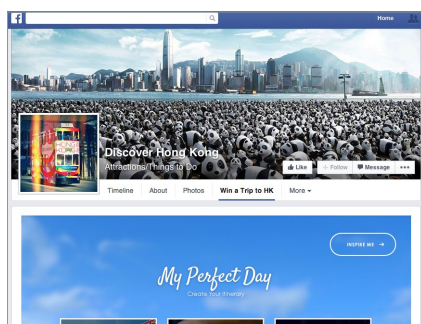 f
Home
Discover Hong Kong
Attractions/Things to Do
Like
+ Follow
Message
Timeline
About
Photos
Win a Trip to HK
More
INSPIRE ME →
My Perfect Day
Create Your Itinerary